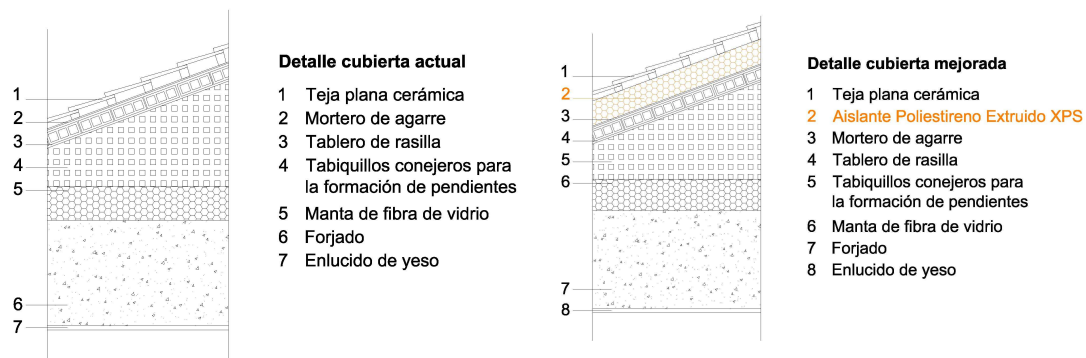 Detalle cubierta actual
1 Teja plana cerámica
2 Mortero de agarre
3 Tablero de rasilla
4 Tabiquillos conejeros para
la formación de pendientes
5 Manta de fibra de vidrio
6 Forjado
7 Enlucido de yeso
1
2
3
4
5
6
7
Detalle cubierta mejorada
1 Teja plana cerámica
2 Aislante Poliestireno Extruido XPS
3 Mortero de agarre
4 Tablero de rasilla
5 Tabiquillos conejeros para
la formación de pendientes
6 Manta de fibra de vidrio
7 Forjado
8 Enlucido de yeso
1
2
3
4
5
6
7
8